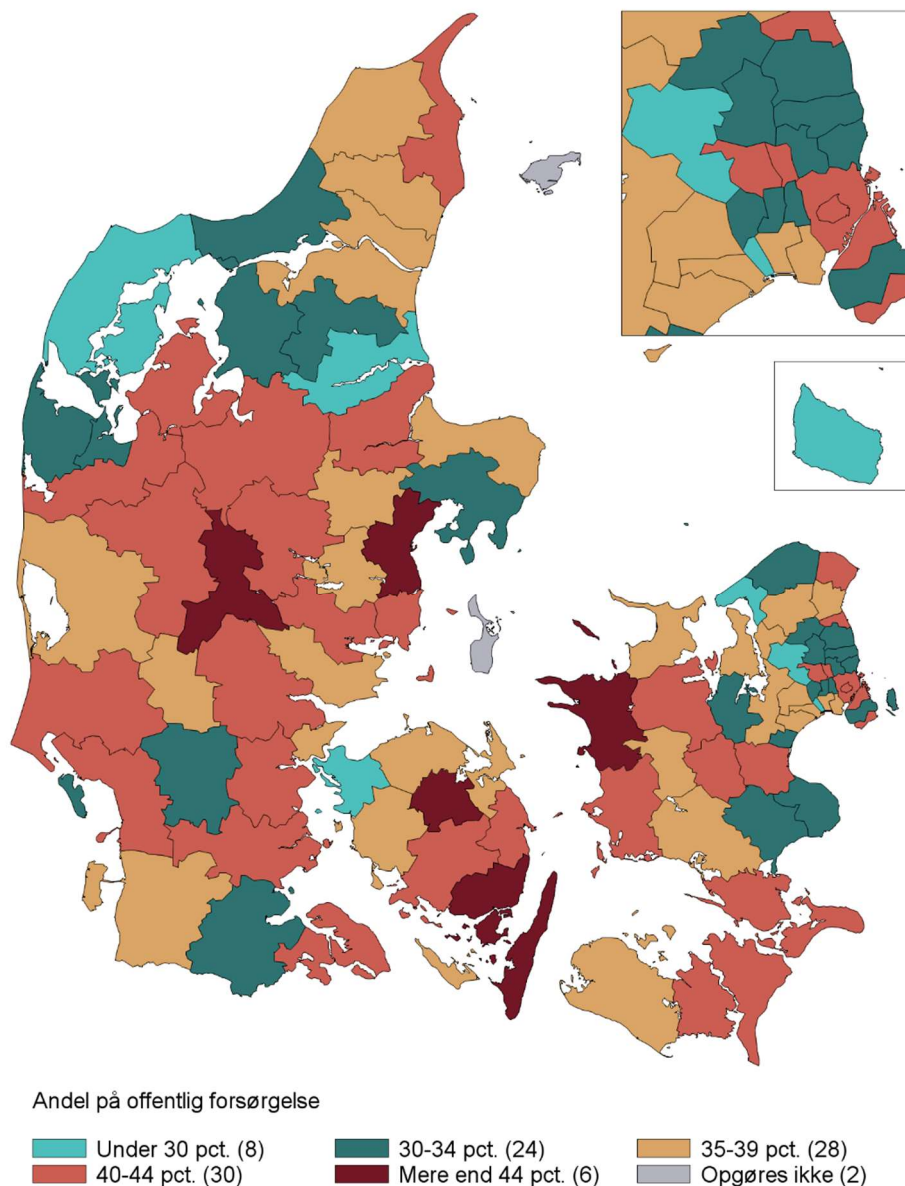 Andel på offentlig forsørgelse
Under 30 pct. (8) 30-34 pct. (24) 35-39 pct. (28)
40-44 pct. (30) Mere end 44 pct. (6) Opgøres ikke (2)